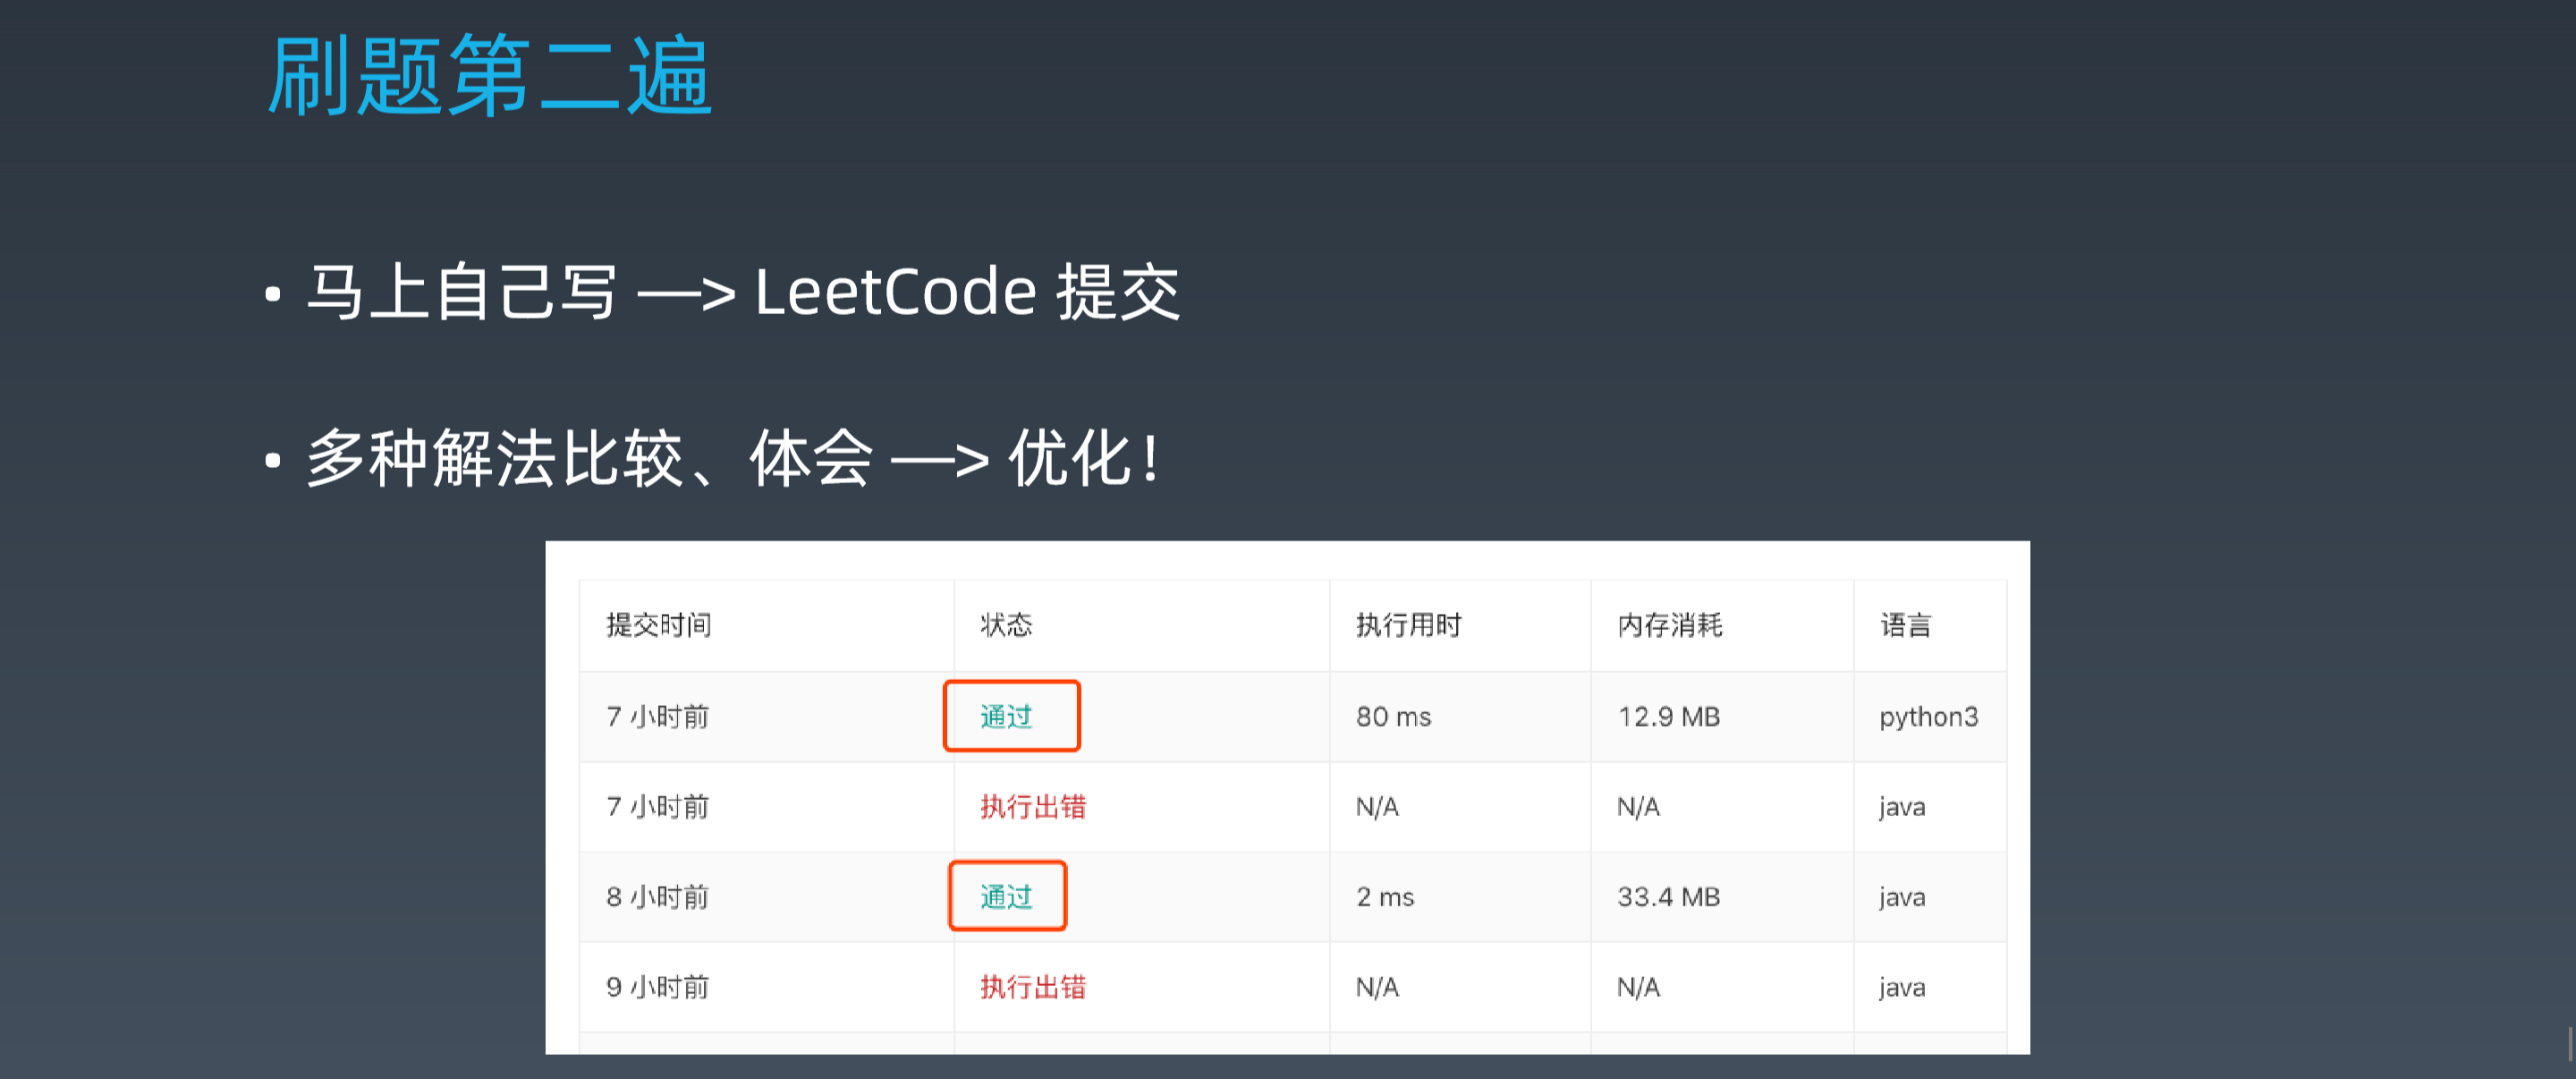 刷题第二遍
• 马上自己写 —> LeetCode 提交
• 多种解法比较、体会 —> 优化！
提交时间 状态 执行用时 内存消耗 语言
7 小时前 通过 80 ms 12.9 MB python3
7 小时前 执行出错 N/A N/A java
8 小时前 通过 2 ms 33.4 MB java
9 小时前 执行出错 N/A N/A java